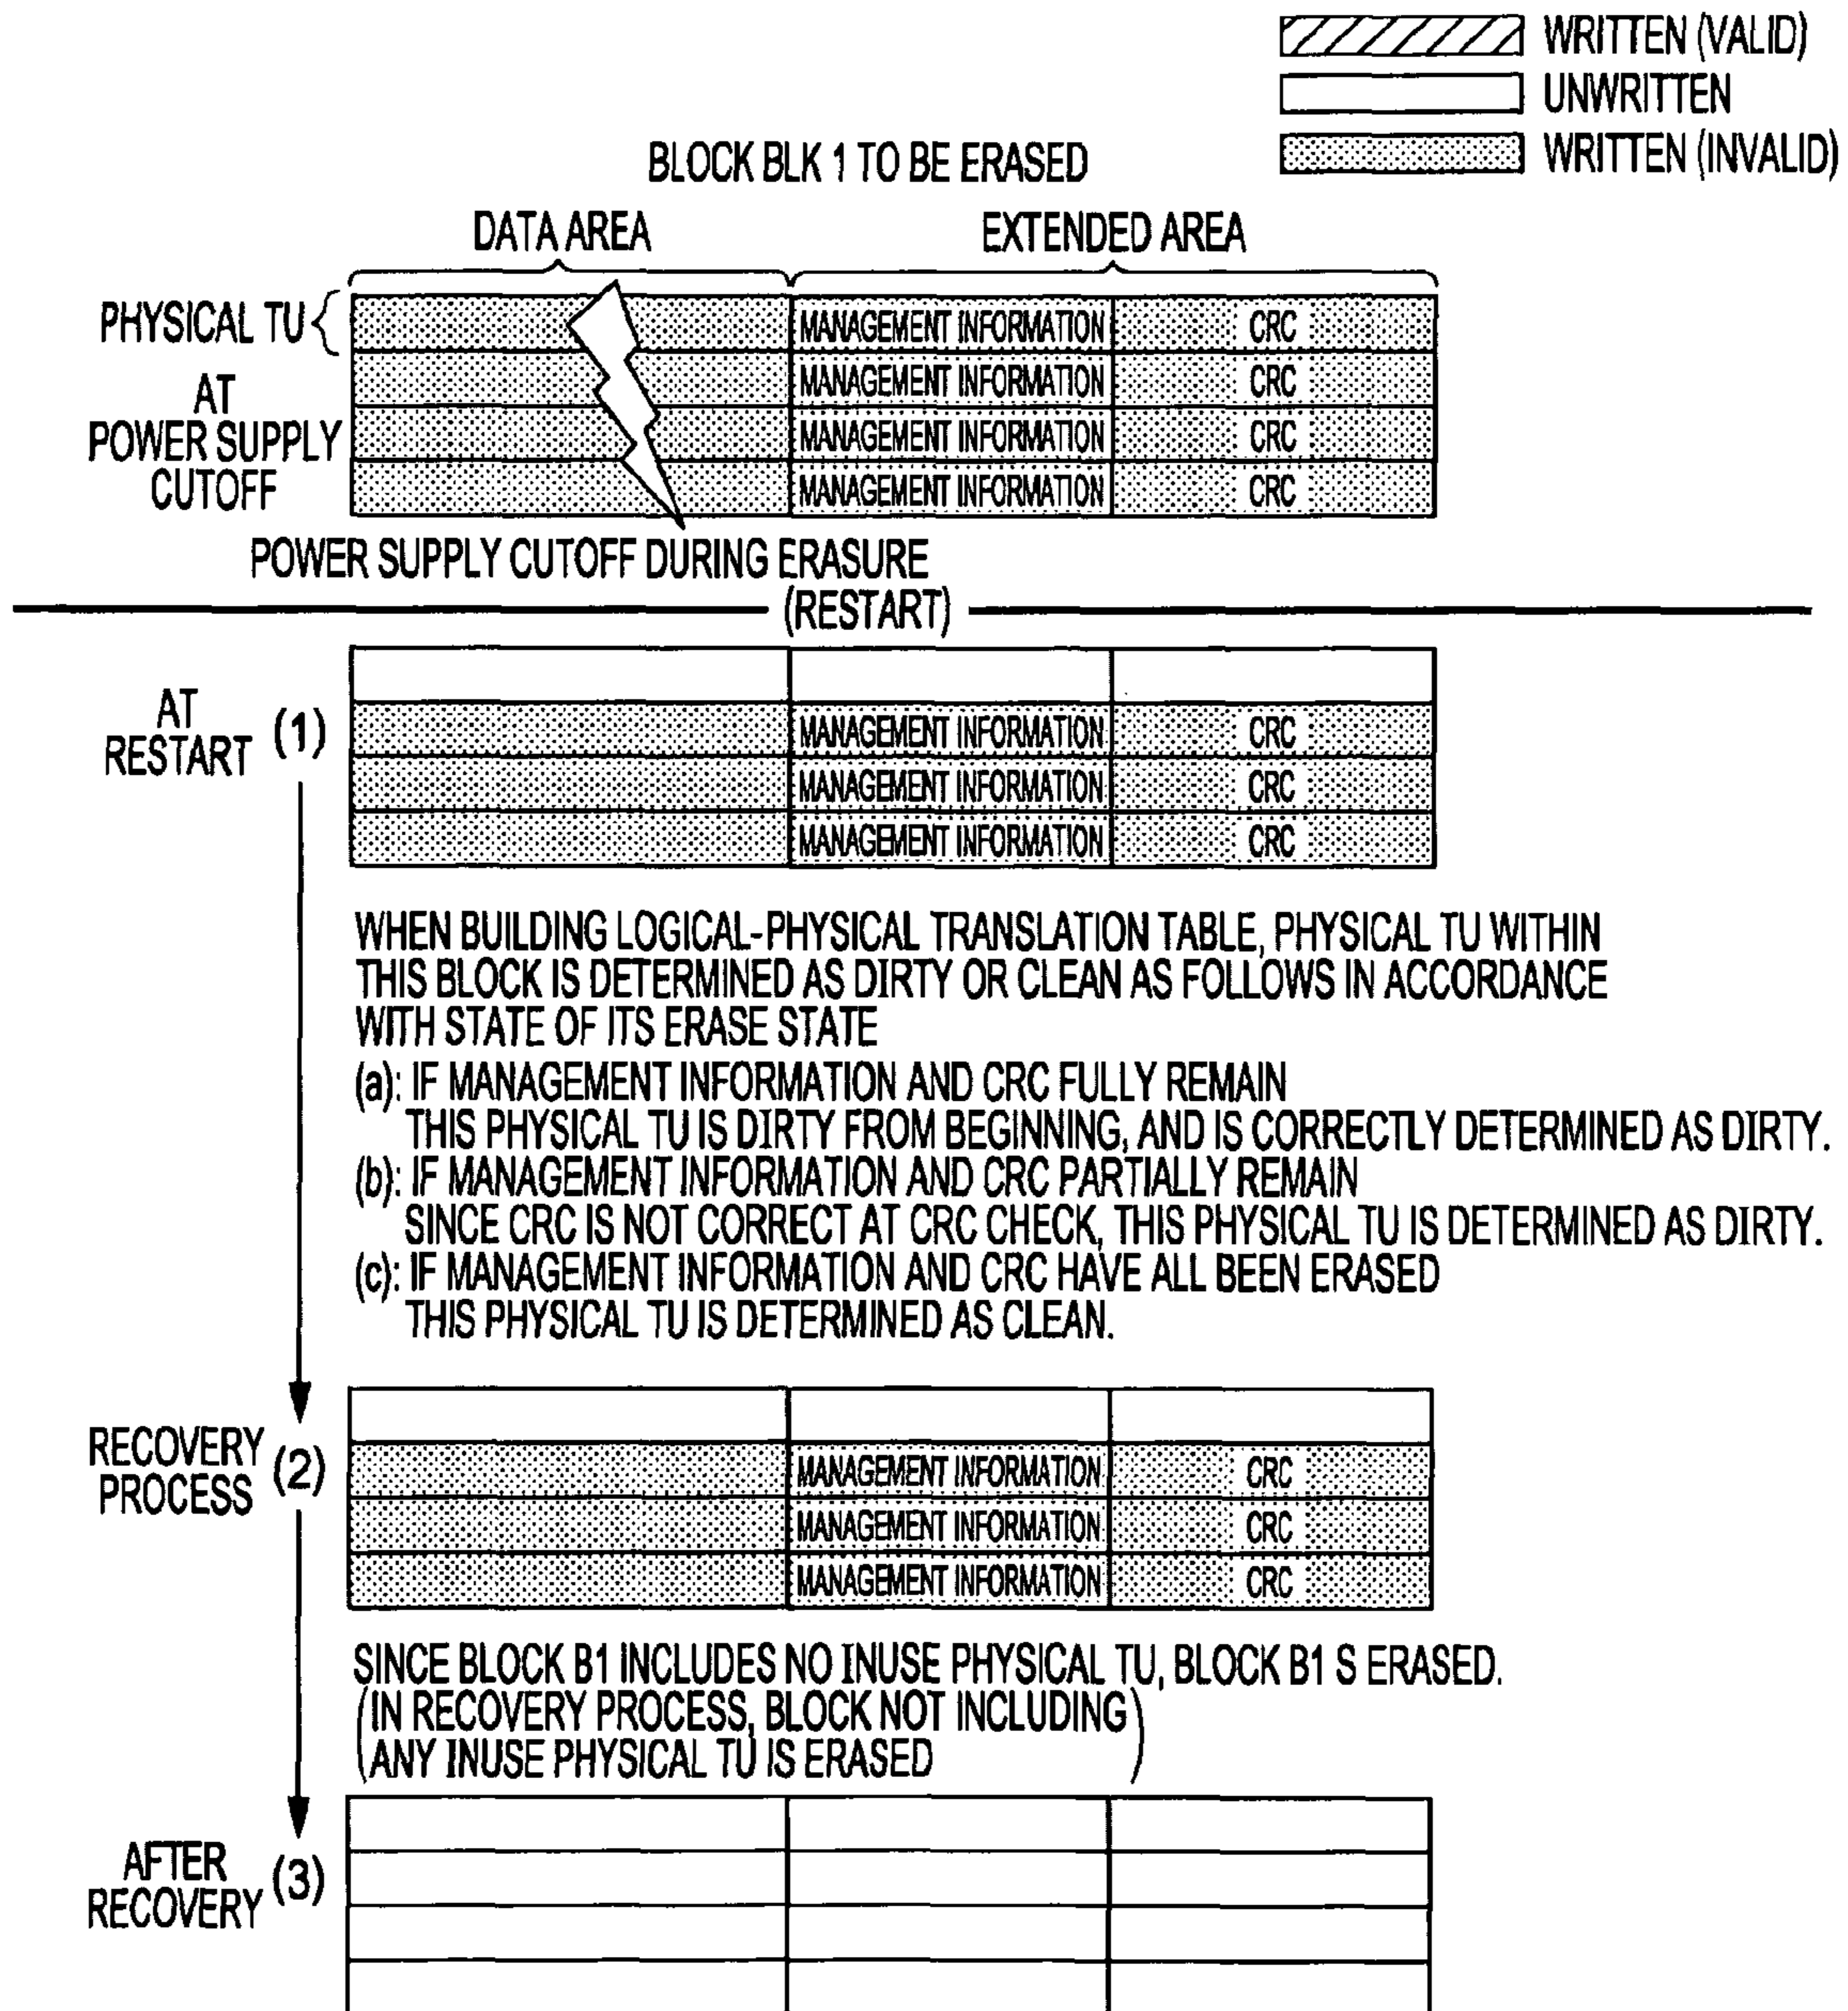 WRITTEN (VALID)
UNWRITTEN
WRITTEN (INVALID)
BLOCK BLK 1 TO BE ERASED
DATA AREA
EXTENDED AREA
PHYSICAL TU
MANAGEMENT INFORMATION
CRC
AT
POWER SUPPLY
CUTOFF
MANAGEMENT INFORMATION
CRC
MANAGEMENT INFORMATION
CRC
MANAGEMENT INFORMATION
CRC
POWER SUPPLY CUTOFF DURING ERASURE
(RESTART)
AT
RESTART
(1)
MANAGEMENT INFORMATION
CRC
MANAGEMENT INFORMATION
CRC
MANAGEMENT INFORMATION
CRC
WHEN BUILDING LOGICAL-PHYSICAL TRANSLATION TABLE, PHYSICAL TU WITHIN
THIS BLOCK IS DETERMINED AS DIRTY OR CLEAN AS FOLLOWS IN ACCORDANCE
WITH STATE OF ITS ERASE STATE
(a): IF MANAGEMENT INFORMATION AND CRC FULLY REMAIN
THIS PHYSICAL TU IS DIRTY FROM BEGINNING, AND IS CORRECTLY DETERMINED AS DIRTY.
(b): IF MANAGEMENT INFORMATION AND CRC PARTIALLY REMAIN
SINCE CRC IS NOT CORRECT AT CRC CHECK, THIS PHYSICAL TU IS DETERMINED AS DIRTY.
(c): IF MANAGEMENT INFORMATION AND CRC HAVE ALL BEEN ERASED
THIS PHYSICAL TU IS DETERMINED AS CLEAN.
RECOVERY
PROCESS
(2)
MANAGEMENT INFORMATION
CRC
MANAGEMENT INFORMATION
CRC
MANAGEMENT INFORMATION
CRC
SINCE BLOCK B1 INCLUDES NO INUSE PHYSICAL TU, BLOCK B1 S ERASED.
(IN RECOVERY PROCESS, BLOCK NOT INCLUDING
ANY INUSE PHYSICAL TU IS ERASED)
AFTER
RECOVERY
(3)